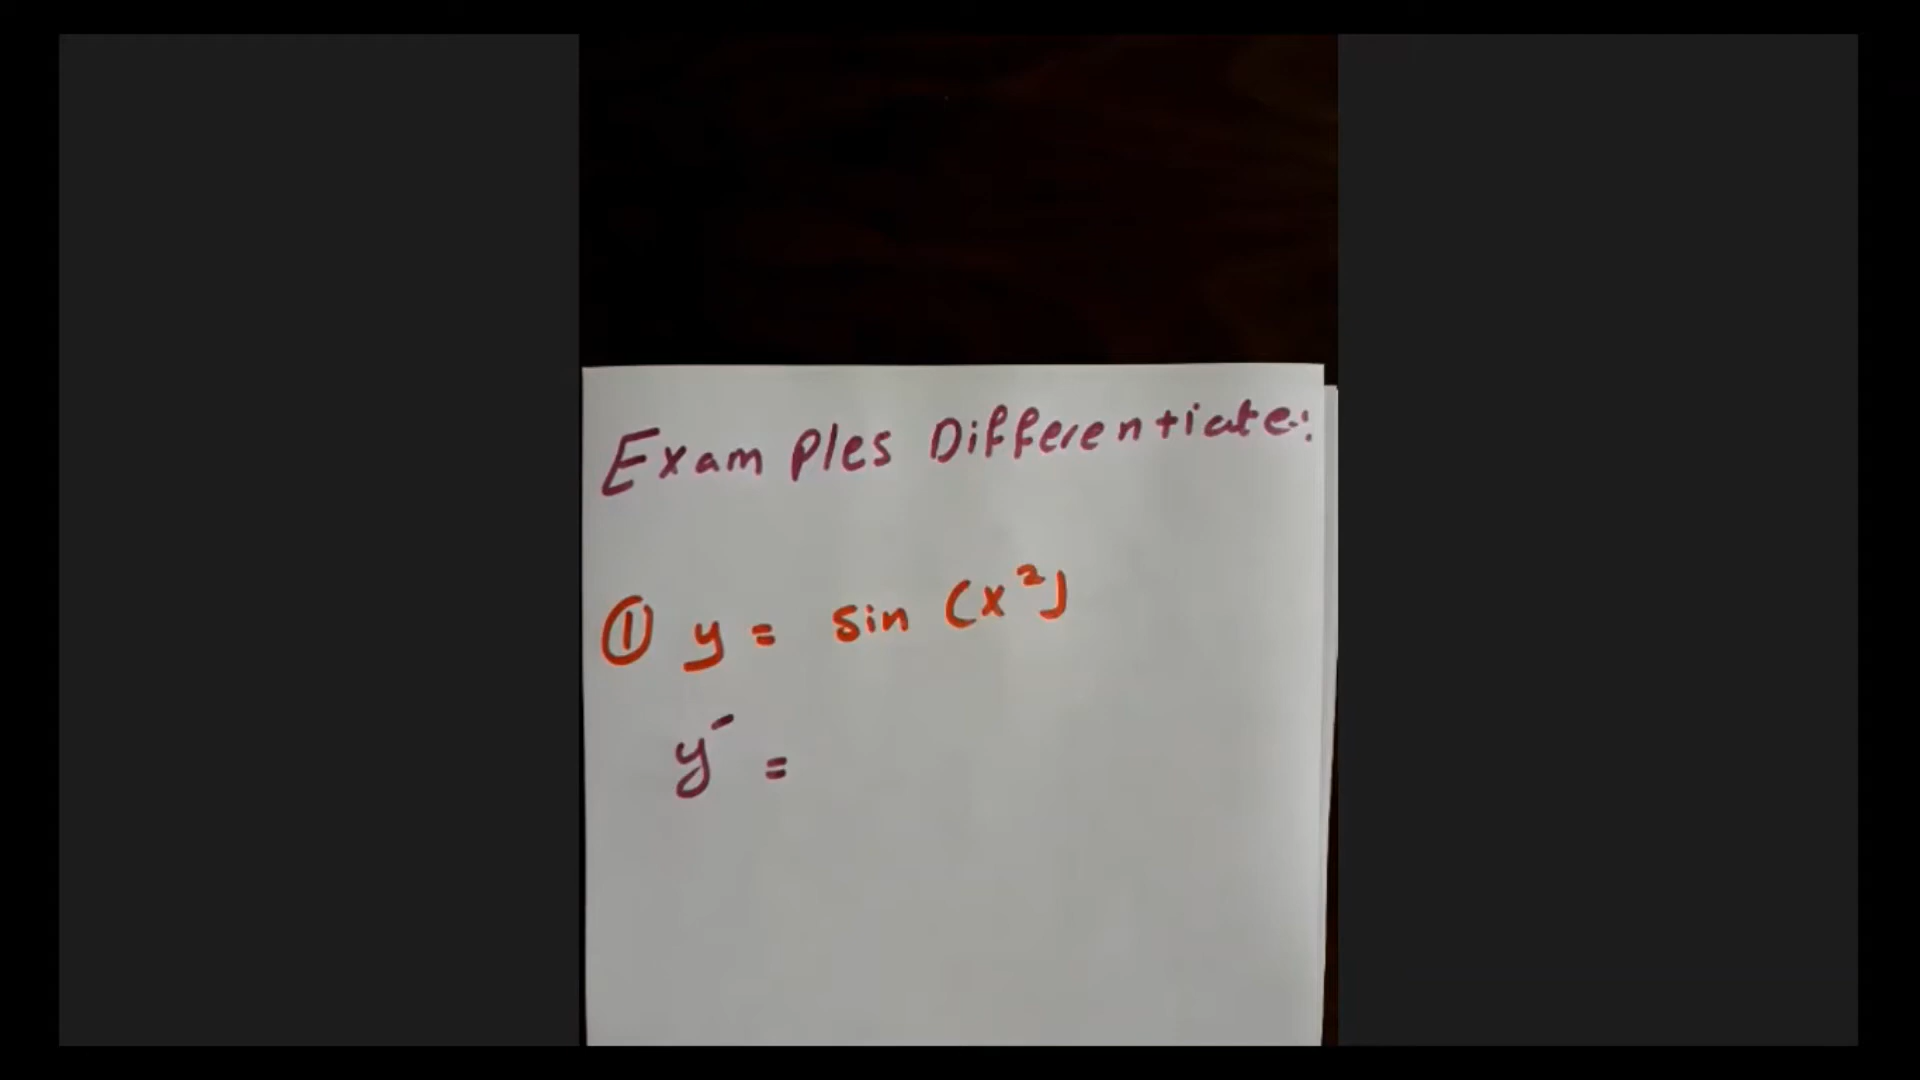 Examples Differentiate:
① y = sin (x²)
y⁻ =